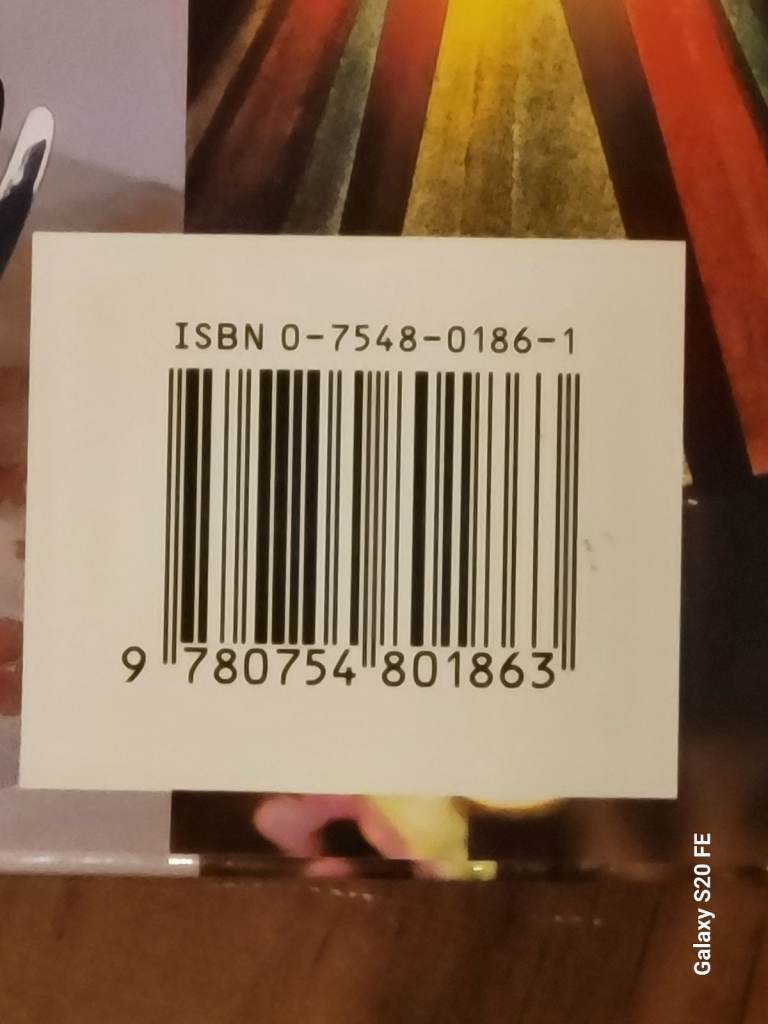 ISBN 0-7548-0186-1
9 780754 801863
Galaxy S20 FE